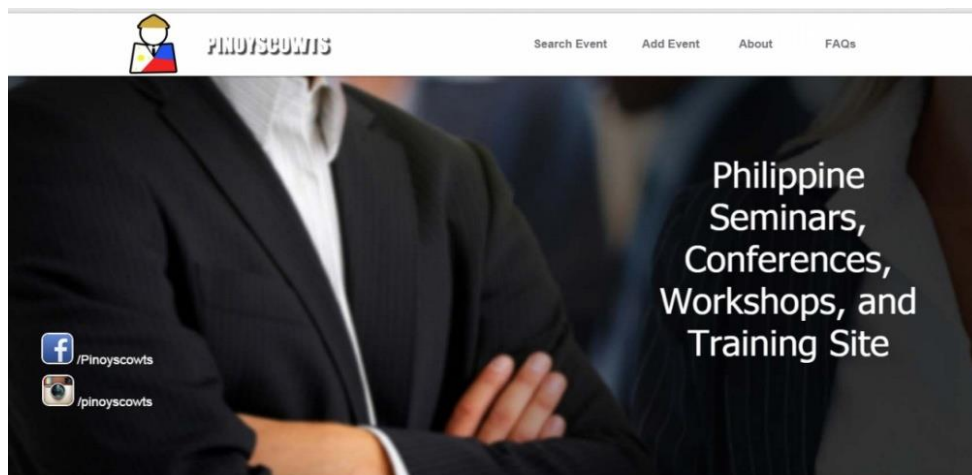 PINOYSCOWTS
Search Event Add Event About FAQs
Philippine
Seminars,
Conferences,
Workshops, and
Training Site
/Pinoyscowts
/pinoyscowts